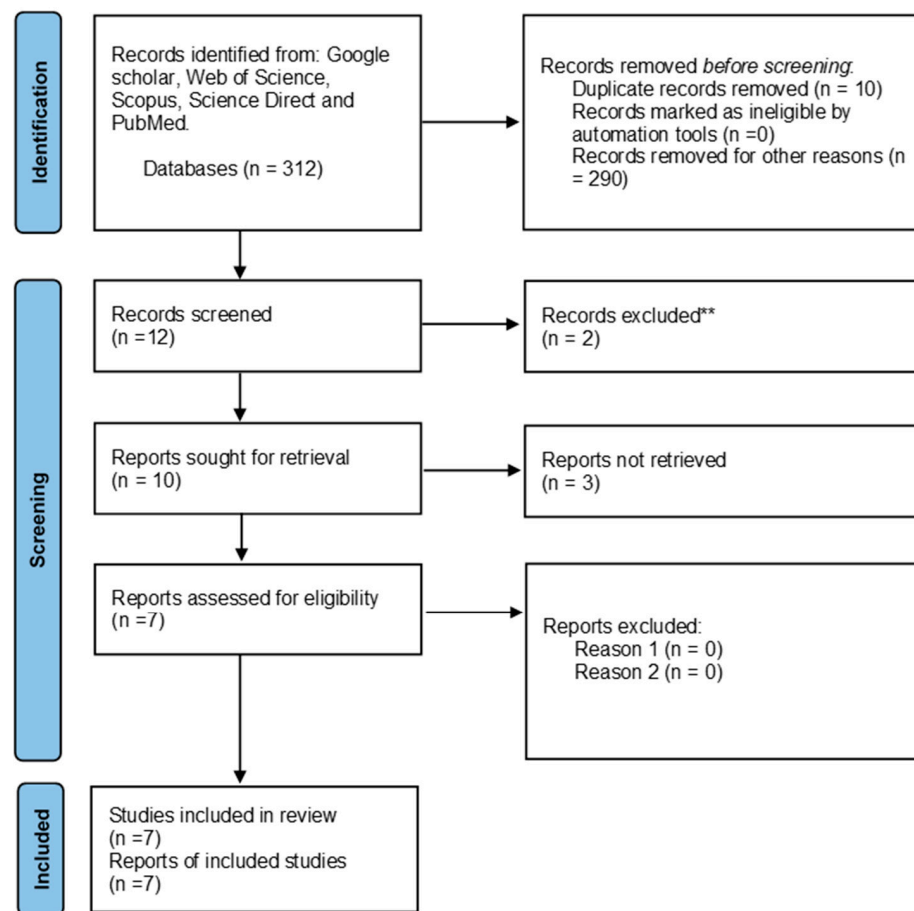 Identification
Records identified from: Google
scholar, Web of Science,
Scopus, Science Direct and
PubMed.
Databases (n = 312)
Records removed before screening:
Duplicate records removed (n = 10)
Records marked as ineligible by
automation tools (n =0)
Records removed for other reasons (n
= 290)
Screening
Records screened
(n =12)
Records excluded**
(n = 2)
Reports sought for retrieval
(n = 10)
Reports not retrieved
(n = 3)
Reports assessed for eligibility
(n =7)
Reports excluded:
Reason 1 (n = 0)
Reason 2 (n = 0)
Included
Studies included in review
(n =7)
Reports of included studies
(n =7)